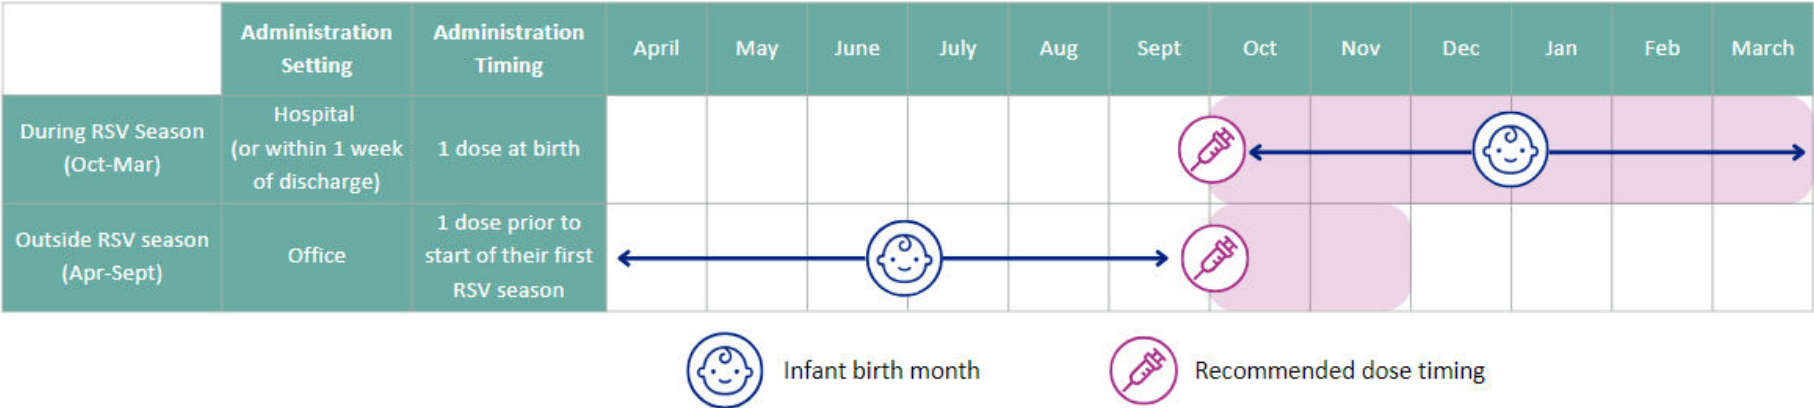 Administration Setting
Administration Timing
April
May
June
July
Aug
Sept
Oct
Nov
Dec
Jan
Feb
March
During RSV Season
(Oct-Mar)
Hospital
(or within 1 week
of discharge)
1 dose at birth
Outside RSV season
(Apr-Sept)
Office
1 dose prior to
start of their first
RSV season
Infant birth month
Recommended dose timing